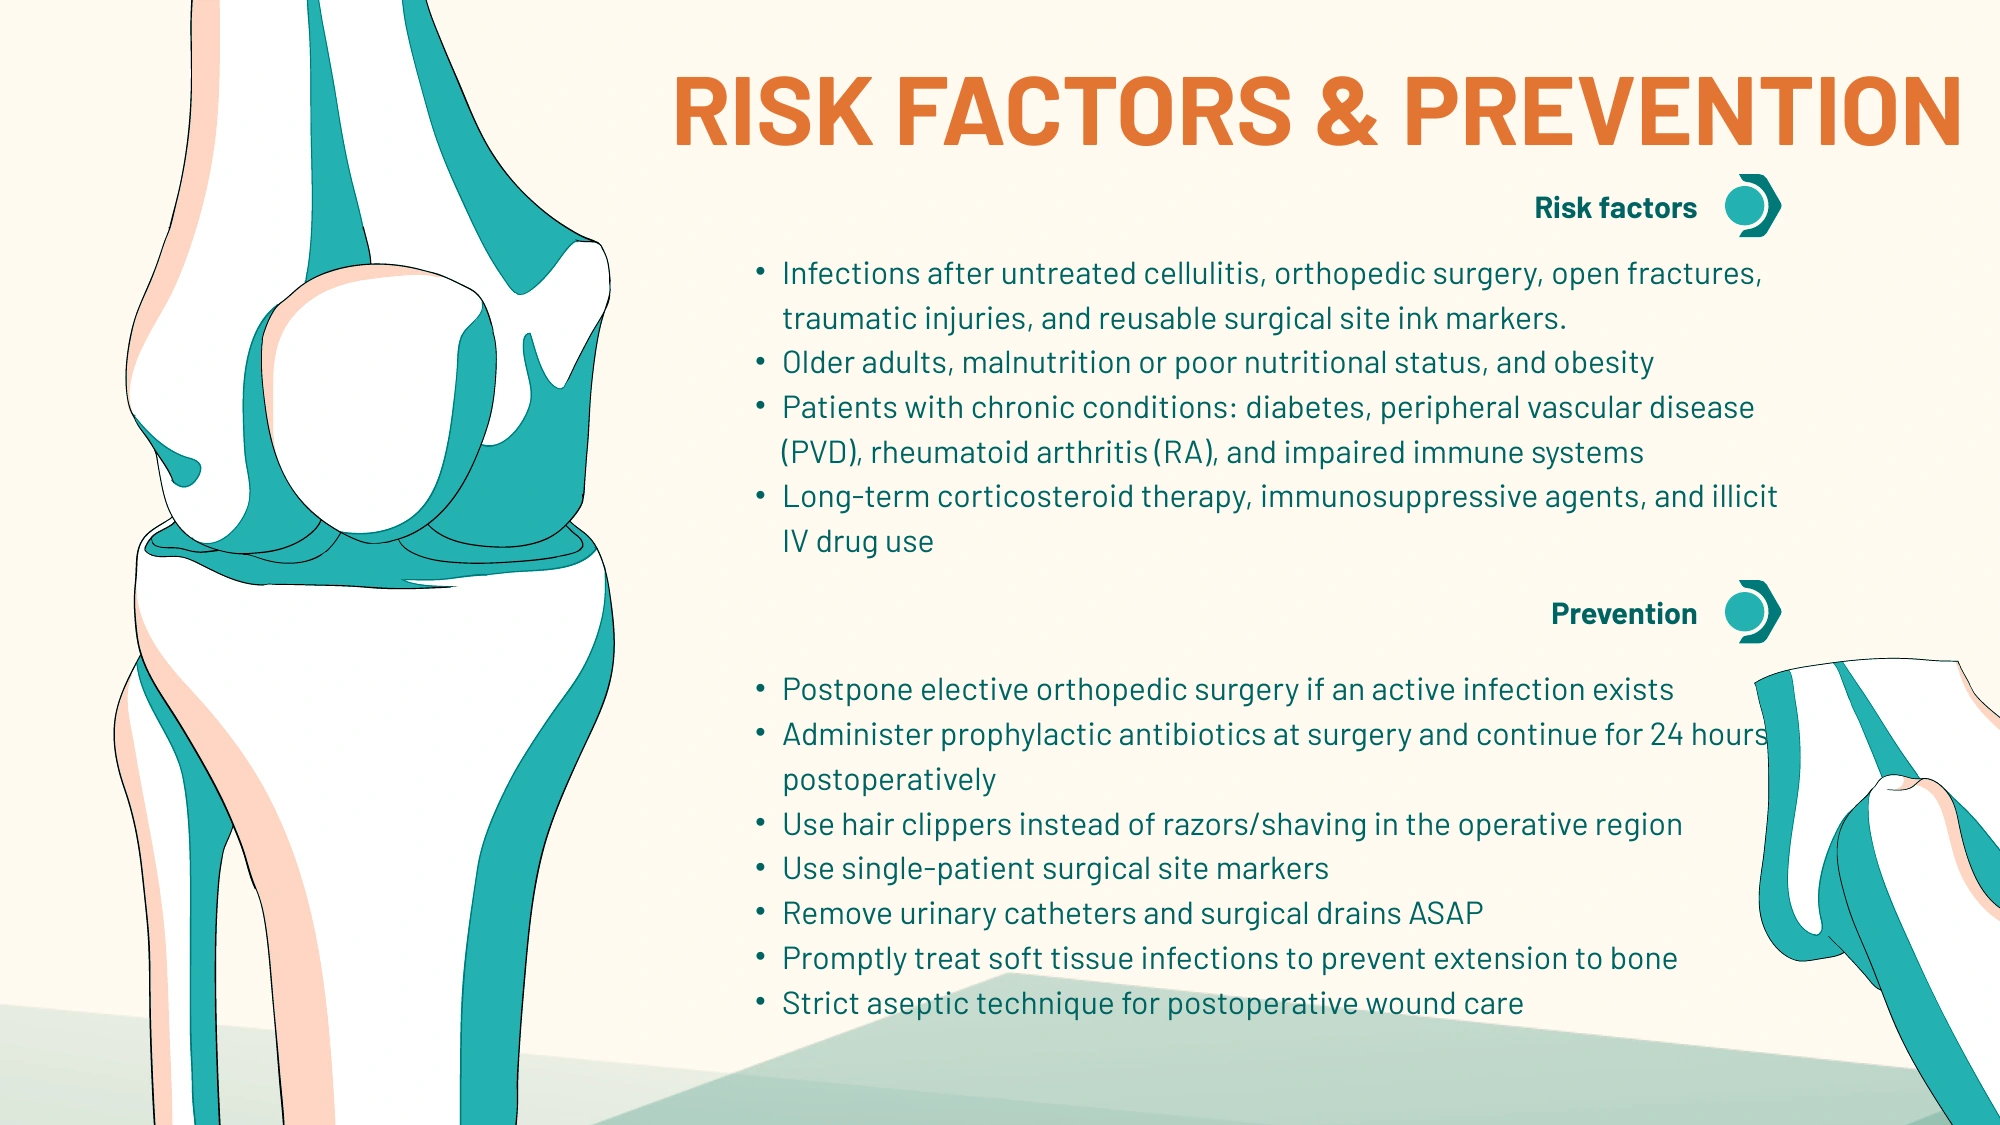 RISK FACTORS & PREVENTION
Risk factors
• Infections after untreated cellulitis, orthopedic surgery, open fractures,
traumatic injuries, and reusable surgical site ink markers.
• Older adults, malnutrition or poor nutritional status, and obesity
• Patients with chronic conditions: diabetes, peripheral vascular disease
(PVD), rheumatoid arthritis (RA), and impaired immune systems
• Long-term corticosteroid therapy, immunosuppressive agents, and illicit
IV drug use
Prevention
• Postpone elective orthopedic surgery if an active infection exists
• Administer prophylactic antibiotics at surgery and continue for 24 hours
postoperatively
• Use hair clippers instead of razors/shaving in the operative region
• Use single-patient surgical site markers
• Remove urinary catheters and surgical drains ASAP
• Promptly treat soft tissue infections to prevent extension to bone
• Strict aseptic technique for postoperative wound care